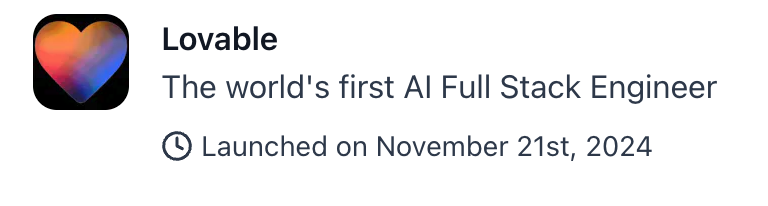 Lovable
The world's first AI Full Stack Engineer
Launched on November 21st, 2024